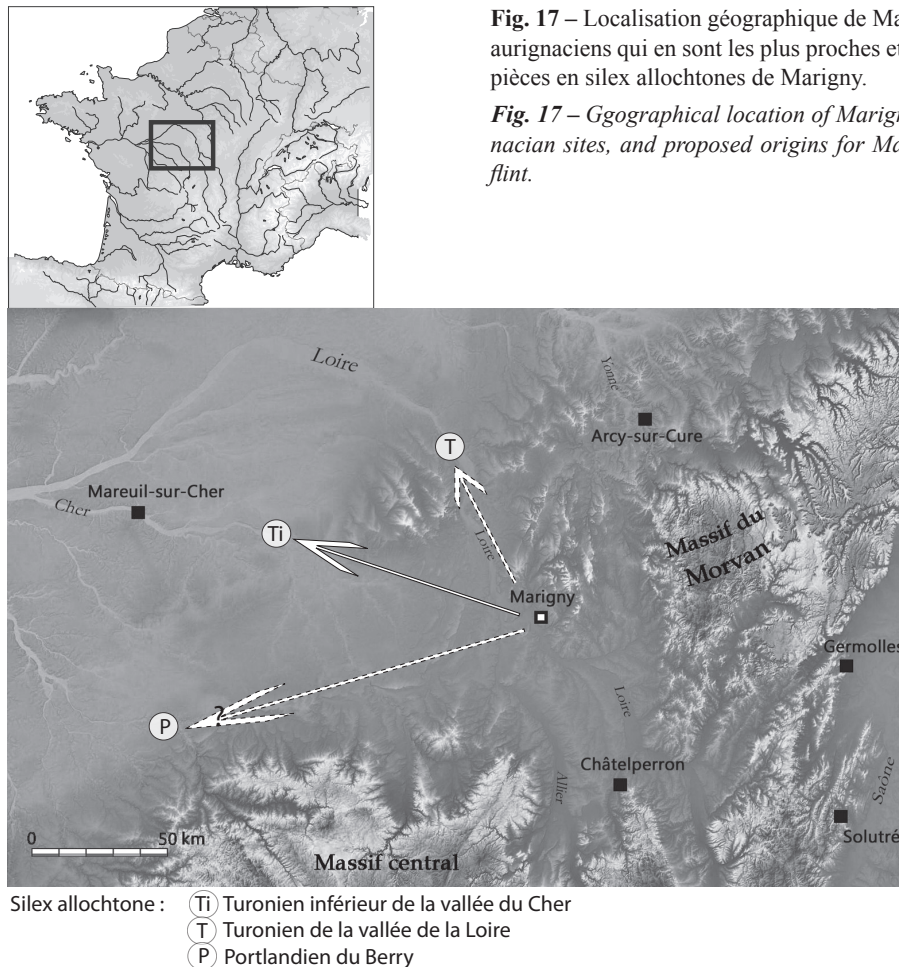 Fig. 17 – Localisation géographique de Ma
aurignaciens qui en sont les plus proches et
pièces en silex allochtones de Marigny.
Fig. 17 – Ggographical location of Marign
nacian sites, and proposed origins for Ma
flint.
Loire
Yonne
T
Arcy-sur-Cure
Mareuil-sur-Cher
Cher
Ti
Loire
Massif du
Morvan
Marigny
Germolles
Loire
P
?
Châtelperron
Allier
Saône
0 50 km
Solutré
Massif central
Silex allochtone :
Ti Turonien inférieur de la vallée du Cher
T Turonien de la vallée de la Loire
P Portlandien du Berry